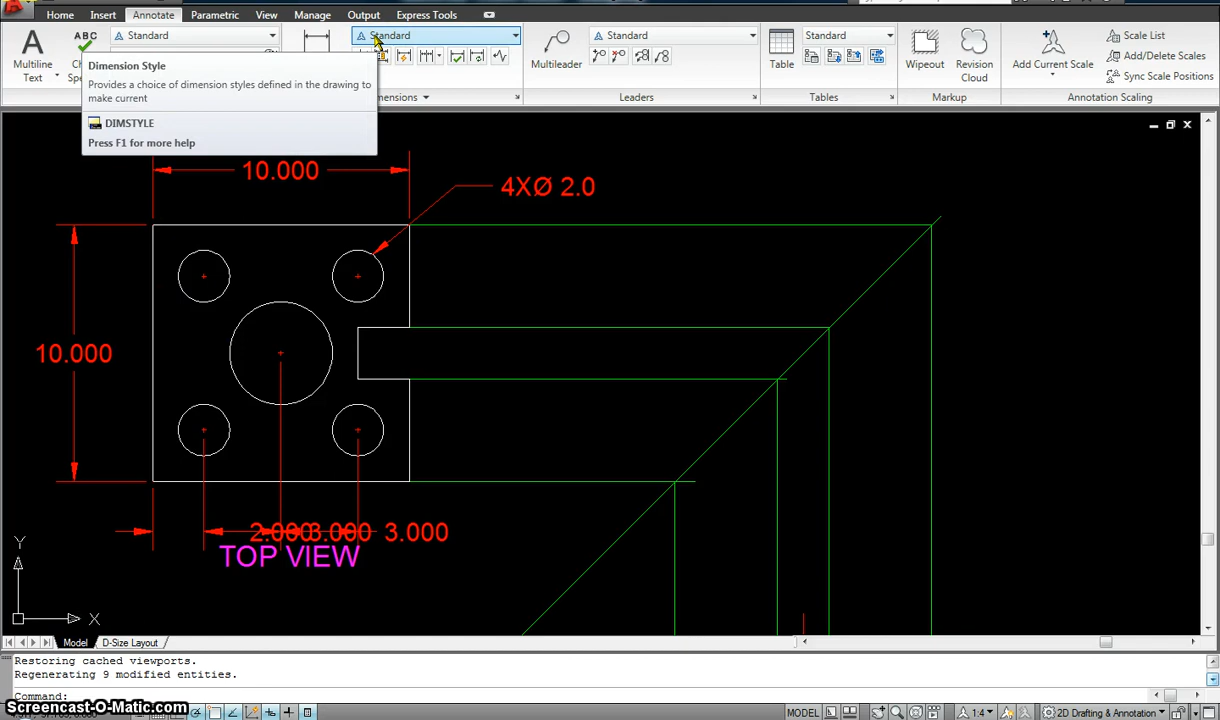 Home Insert Annotate Parametric View Manage Output Express Tools
ABC Standard Standard Standard Standard Scale List
Multiline Text Multileader Table Wipeout Revision Cloud Add Current Scale Add/Delete Scales
Sync Scale Positions
Dimension Style
Provides a choice of dimension styles defined in the drawing to
make current
DIMSTYLE
Press F1 for more help
Leaders Tables Markup Annotation Scaling
10.000
4XØ 2.0
10.000
2.000 3.000 3.000
TOP VIEW
Y
X
Model D-Size Layout
Restoring cached viewports.
Regenerating 9 modified entities.
Command:
Screencast-O-Matic.com
MODEL 1:4 2D Drafting & Annotation